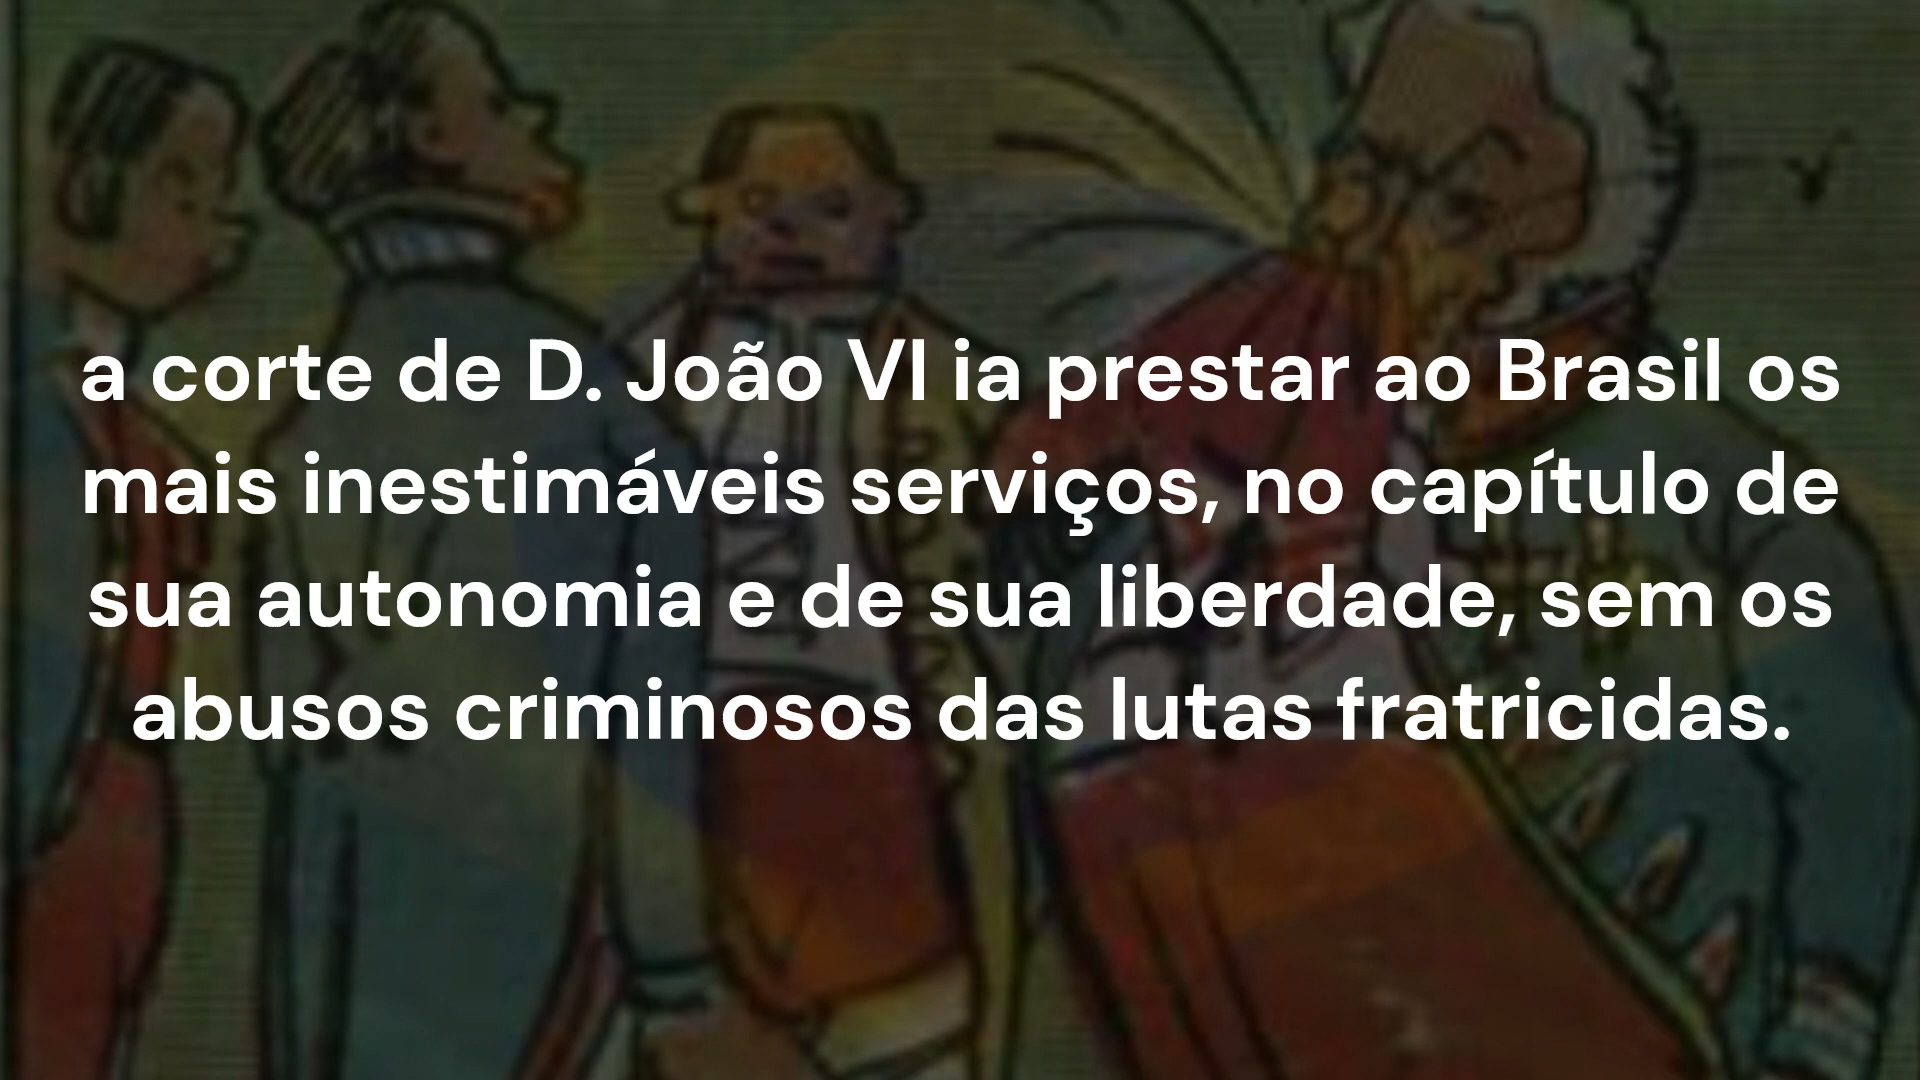 a corte de D. João VI ia prestar ao Brasil os
mais inestimáveis serviços, no capítulo de
sua autonomia e de sua liberdade, sem os
abusos criminosos das lutas fratricidas.